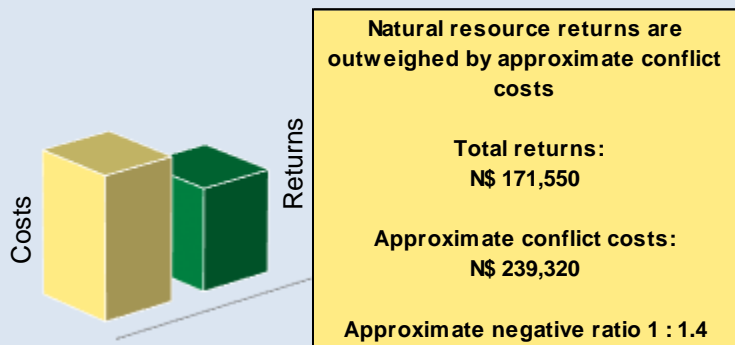 Costs
Returns
Natural resource returns are
outweighed by approximate conflict
costs
Total returns:
N$ 171,550
Approximate conflict costs:
N$ 239,320
Approximate negative ratio 1 : 1.4